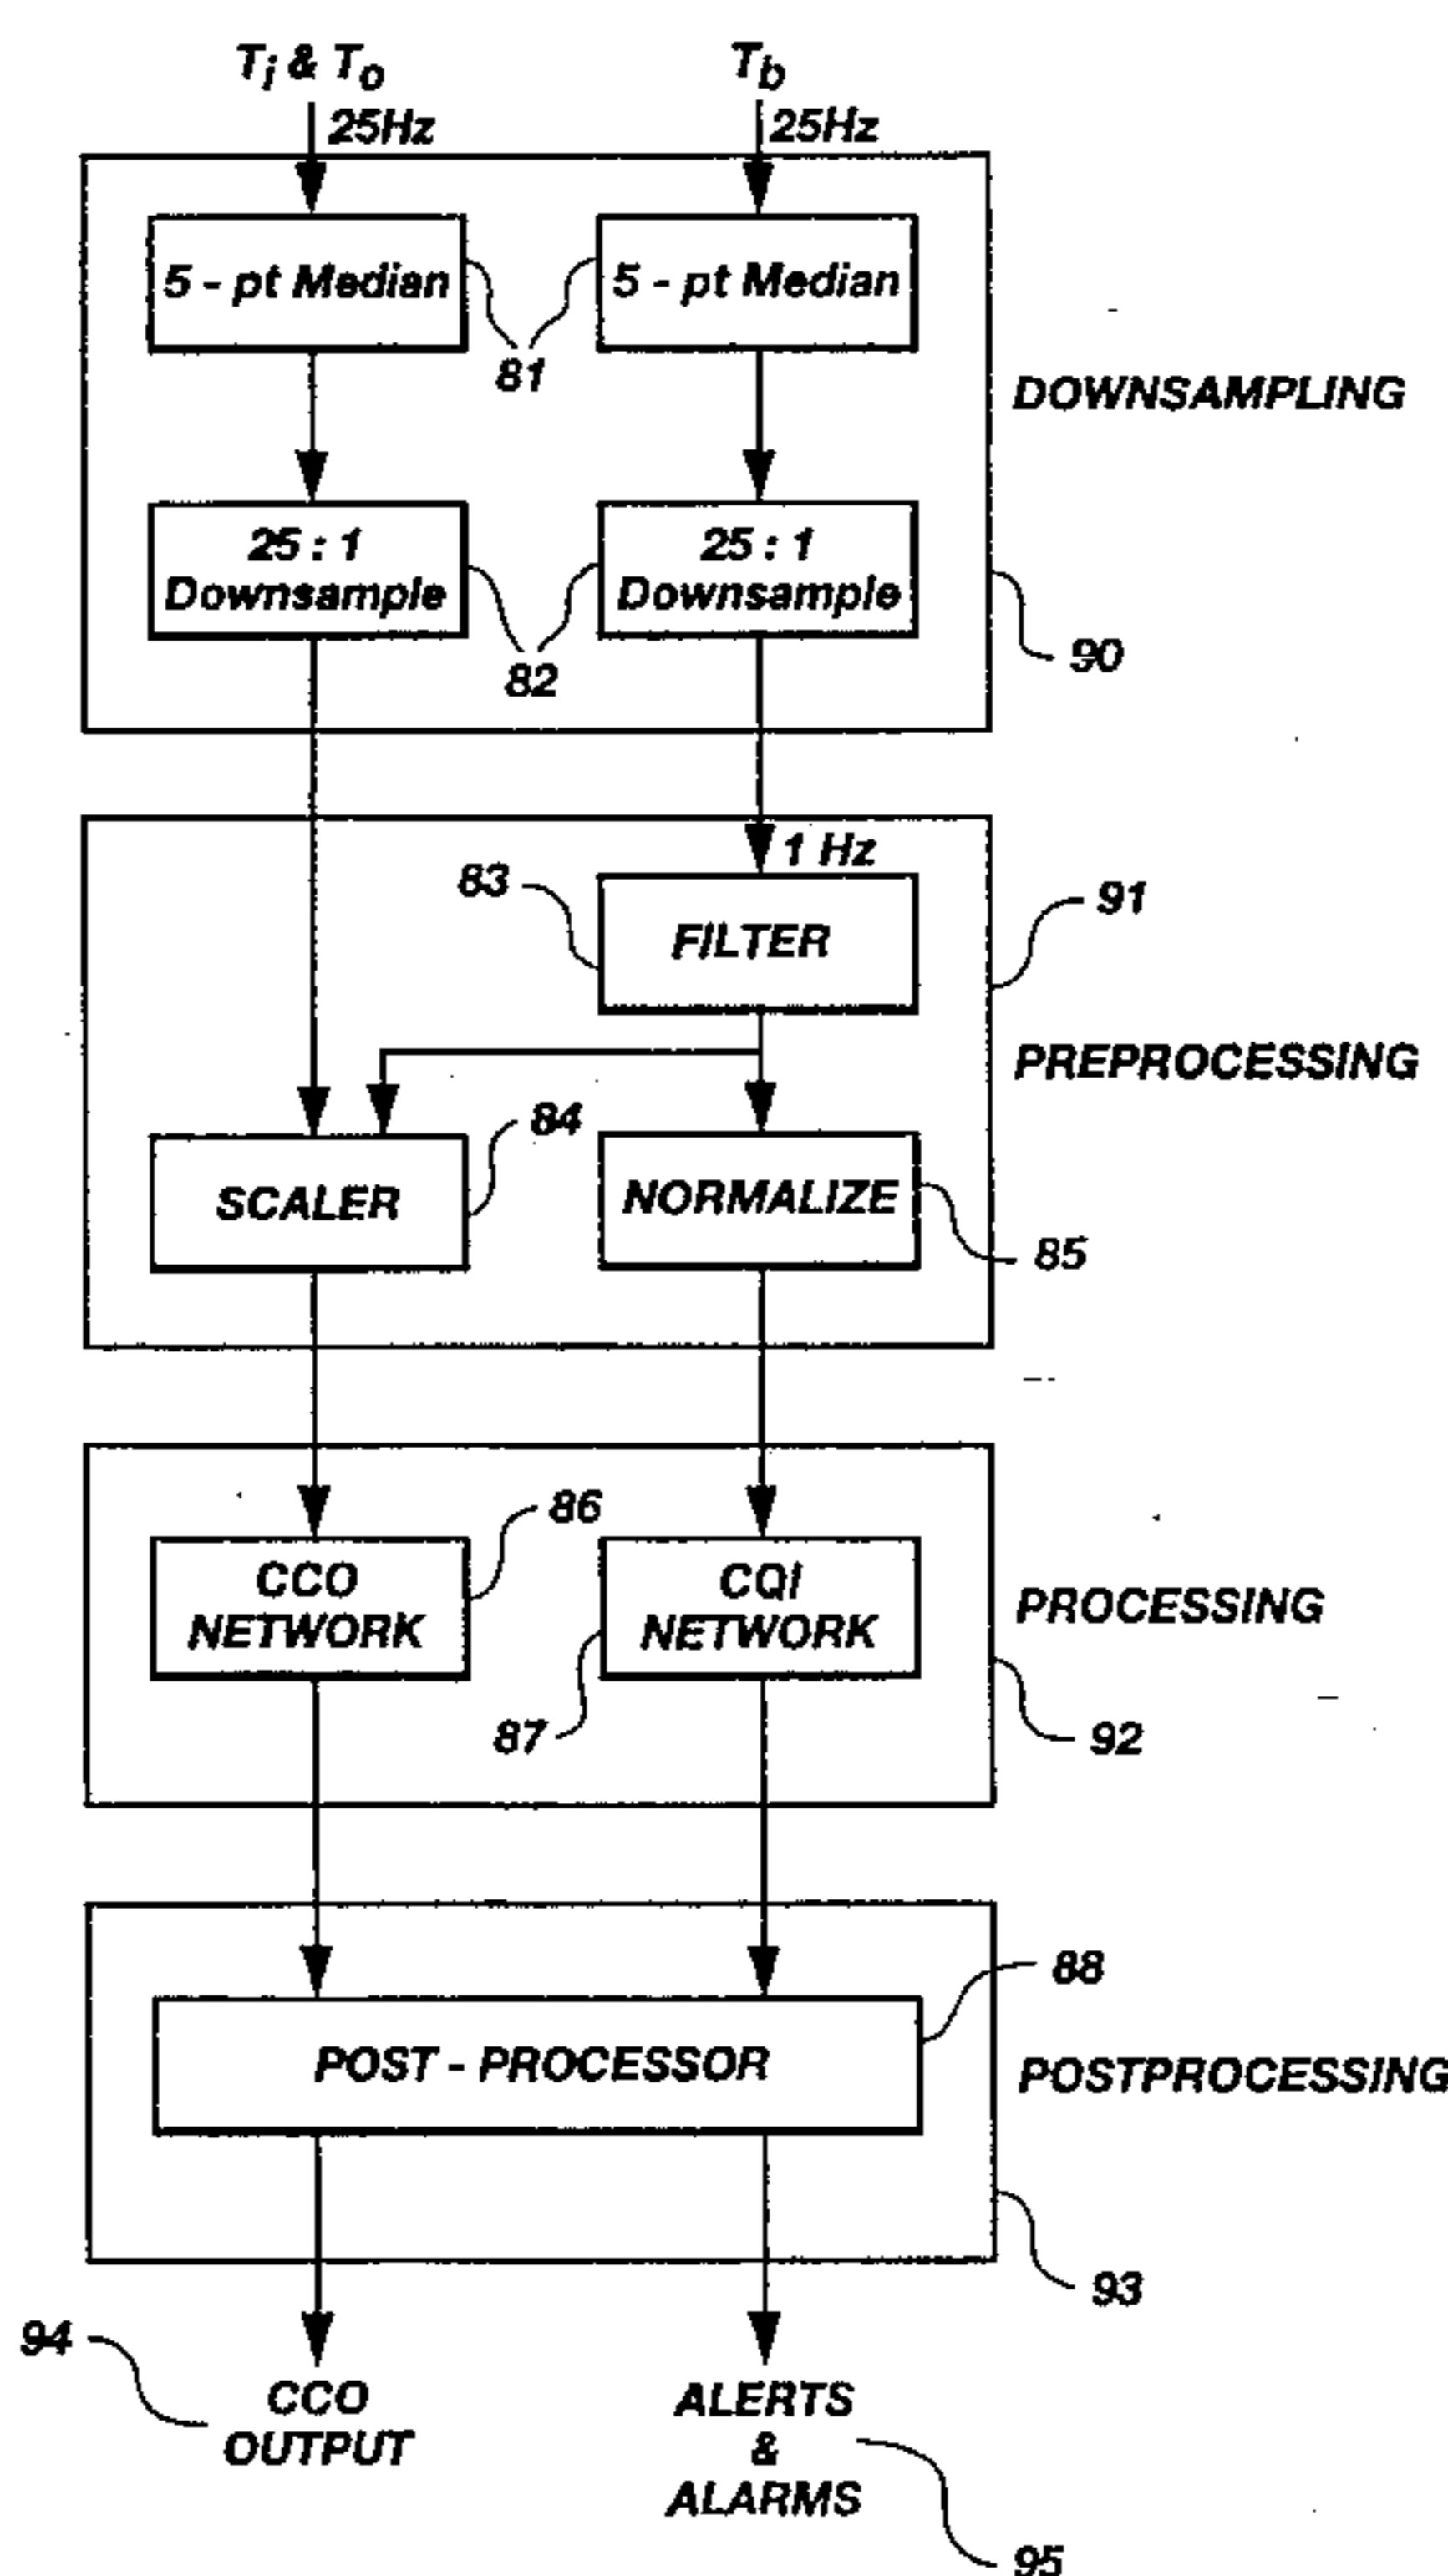 Ti & To
Tb
25Hz
25Hz
5 - pt Median
5 - pt Median
81
DOWNSAMPLING
25 : 1
Downsample
25 : 1
Downsample
82
90
1 Hz
83
FILTER
91
PREPROCESSING
84
SCALER
NORMALIZE
85
86
CCO
NETWORK
CQI
NETWORK
PROCESSING
87
92
88
POST - PROCESSOR
POSTPROCESSING
93
94
CCO
OUTPUT
ALERTS
&
ALARMS
95